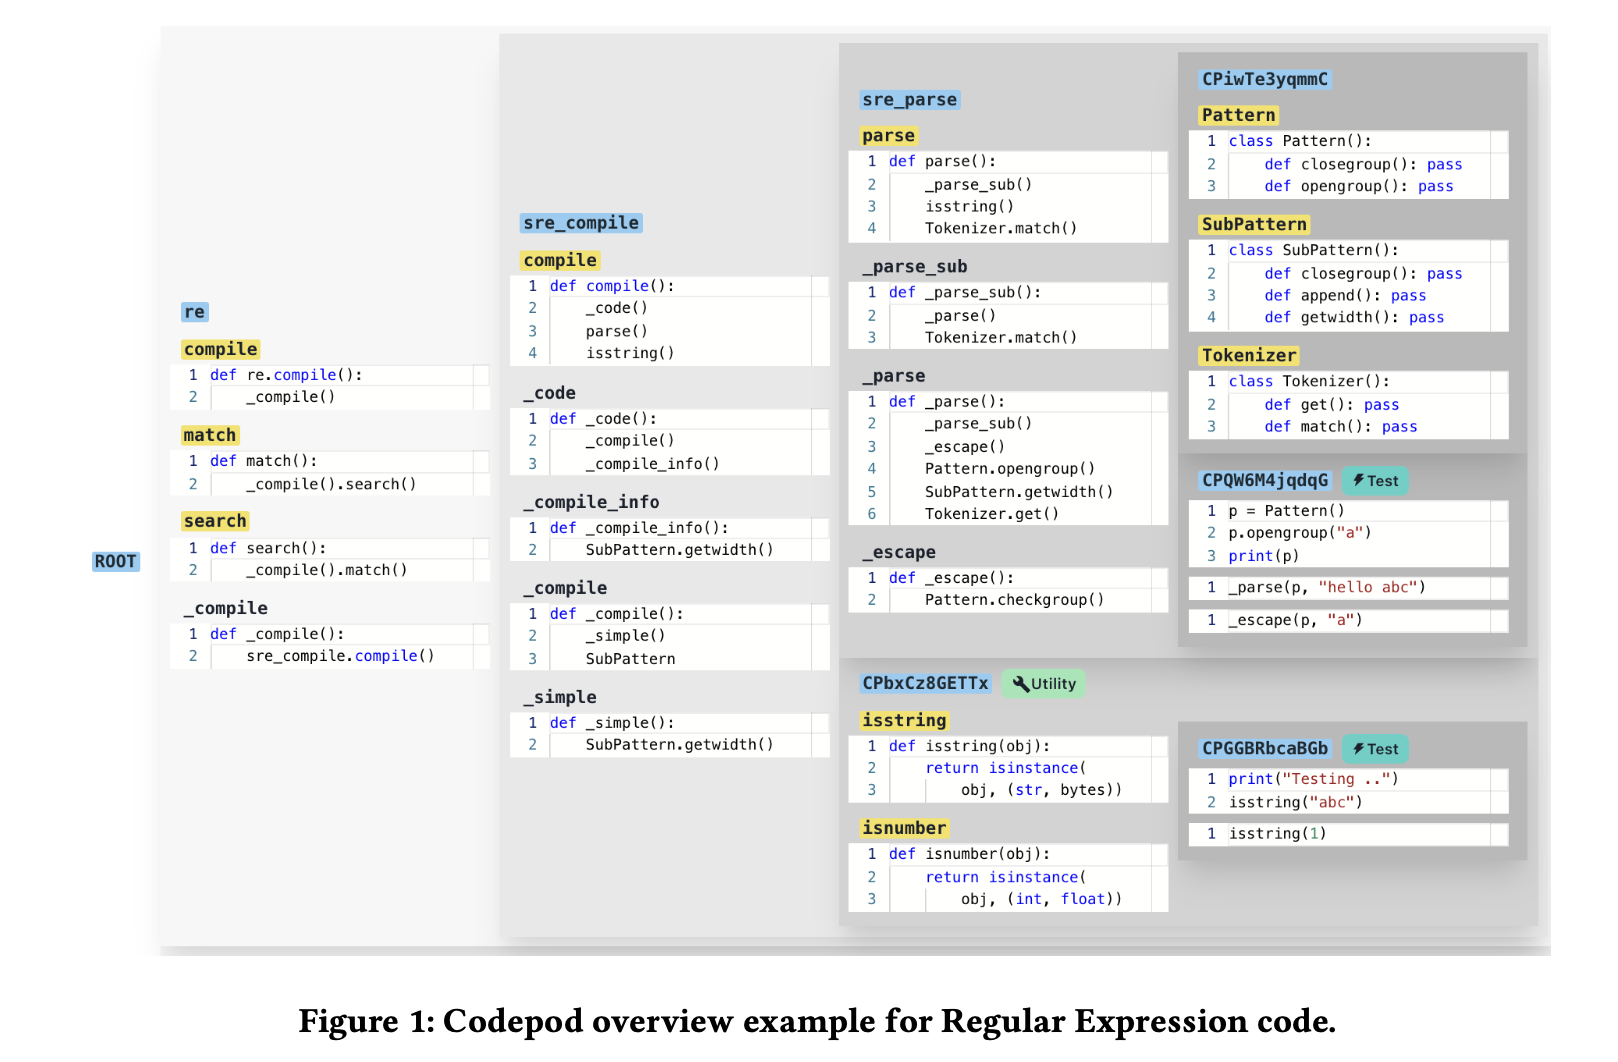 ROOT
re
compile
1 def re.compile():
2     _compile()
match
1 def match():
2     _compile().search()
search
1 def search():
2     _compile().match()
_compile
1 def _compile():
2     sre_compile.compile()
sre_compile
compile
1 def compile():
2     _code()
3     parse()
4     isstring()
_code
1 def _code():
2     _compile()
3     _compile_info()
_compile_info
1 def _compile_info():
2     SubPattern.getwidth()
_compile
1 def _compile():
2     _simple()
3     SubPattern
_simple
1 def _simple():
2     SubPattern.getwidth()
sre_parse
parse
1 def parse():
2     _parse_sub()
3     isstring()
4     Tokenizer.match()
_parse_sub
1 def _parse_sub():
2     _parse()
3     Tokenizer.match()
_parse
1 def _parse():
2     _parse_sub()
3     _escape()
4     Pattern.opengroup()
5     SubPattern.getwidth()
6     Tokenizer.get()
_escape
1 def _escape():
2     Pattern.checkgroup()
CPiwTe3yqmmC
Pattern
1 class Pattern():
2     def closegroup(): pass
3     def opengroup(): pass
SubPattern
1 class SubPattern():
2     def closegroup(): pass
3     def append(): pass
4     def getwidth(): pass
Tokenizer
1 class Tokenizer():
2     def get(): pass
3     def match(): pass
CPQW6M4jqdqG Test
1 p = Pattern()
2 p.opengroup("a")
3 print(p)
1 _parse(p, "hello abc")
1 _escape(p, "a")
CPbxCz8GETTx Utility
isstring
1 def isstring(obj):
2     return isinstance(
3         obj, (str, bytes))
isnumber
1 def isnumber(obj):
2     return isinstance(
3         obj, (int, float))
CPGGBRbcaBGb Test
1 print("Testing ..")
2 isstring("abc")
1 isstring(1)
Figure 1: Codepod overview example for Regular Expression code.